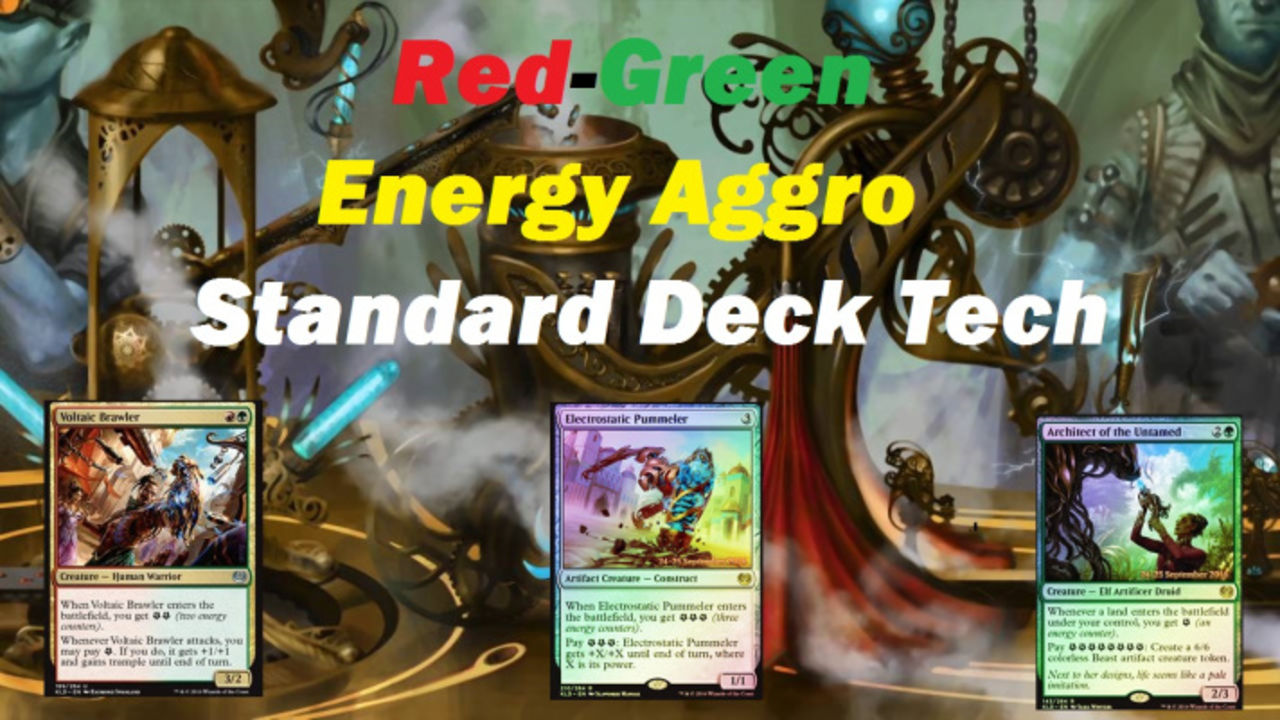 Red-Green
Energy Aggro
Standard Deck Tech
Voltaic Brawler
Creature — Human Warrior
When Voltaic Brawler enters the
battlefield, you get (two energy
counters).
Whenever Voltaic Brawler attacks, you
may pay . If you do, it gets +1/+1
and gains trample until end of turn.
3/2
Electrostatic Pummeler
3
Artifact Creature — Construct
When Electrostatic Pummeler enters
the battlefield, you get (three
energy counters).
Pay : Electrostatic Pummeler
gets +X/+X until end of turn, where
X is its power.
1/1
Architect of the Untamed
2
September
Creature — Elf Artificer Druid
Whenever a land enters the battlefield
under your control, you get (an
energy counter).
Pay : Create a 6/6
colorless Beast artifact creature token.
Next to her designs, life seems like a pale
imitation.
2/3